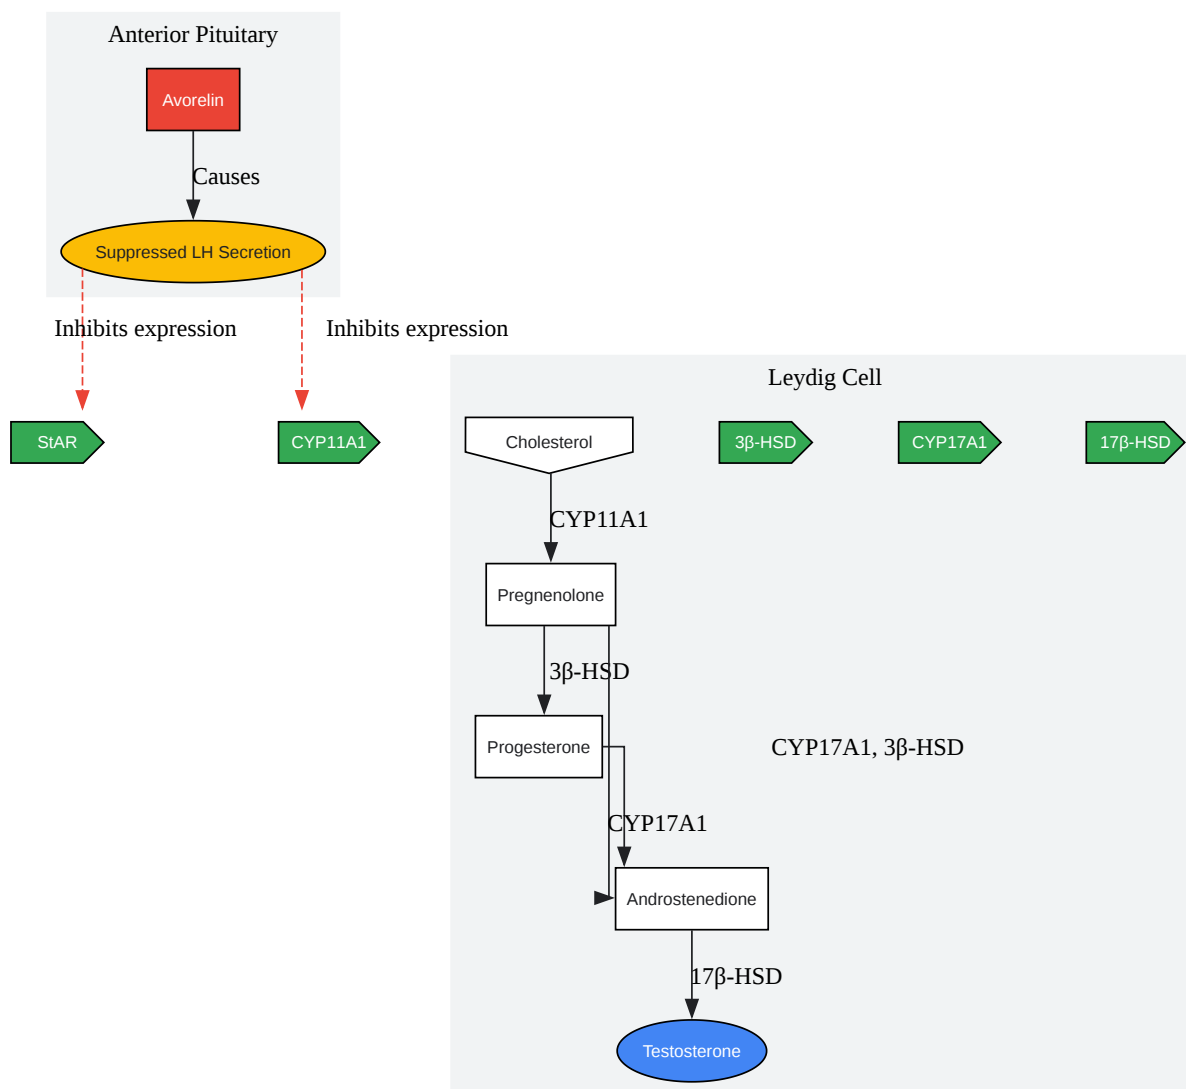 Anterior Pituitary
Avorelin
Causes
Suppressed LH Secretion
Inhibits expression
Inhibits expression
Leydig Cell
StAR
CYP11A1
Cholesterol
3β-HSD
CYP17A1
17β-HSD
CYP11A1
Pregnenolone
3β-HSD
Progesterone
CYP17A1, 3β-HSD
CYP17A1
Androstenedione
17β-HSD
Testosterone